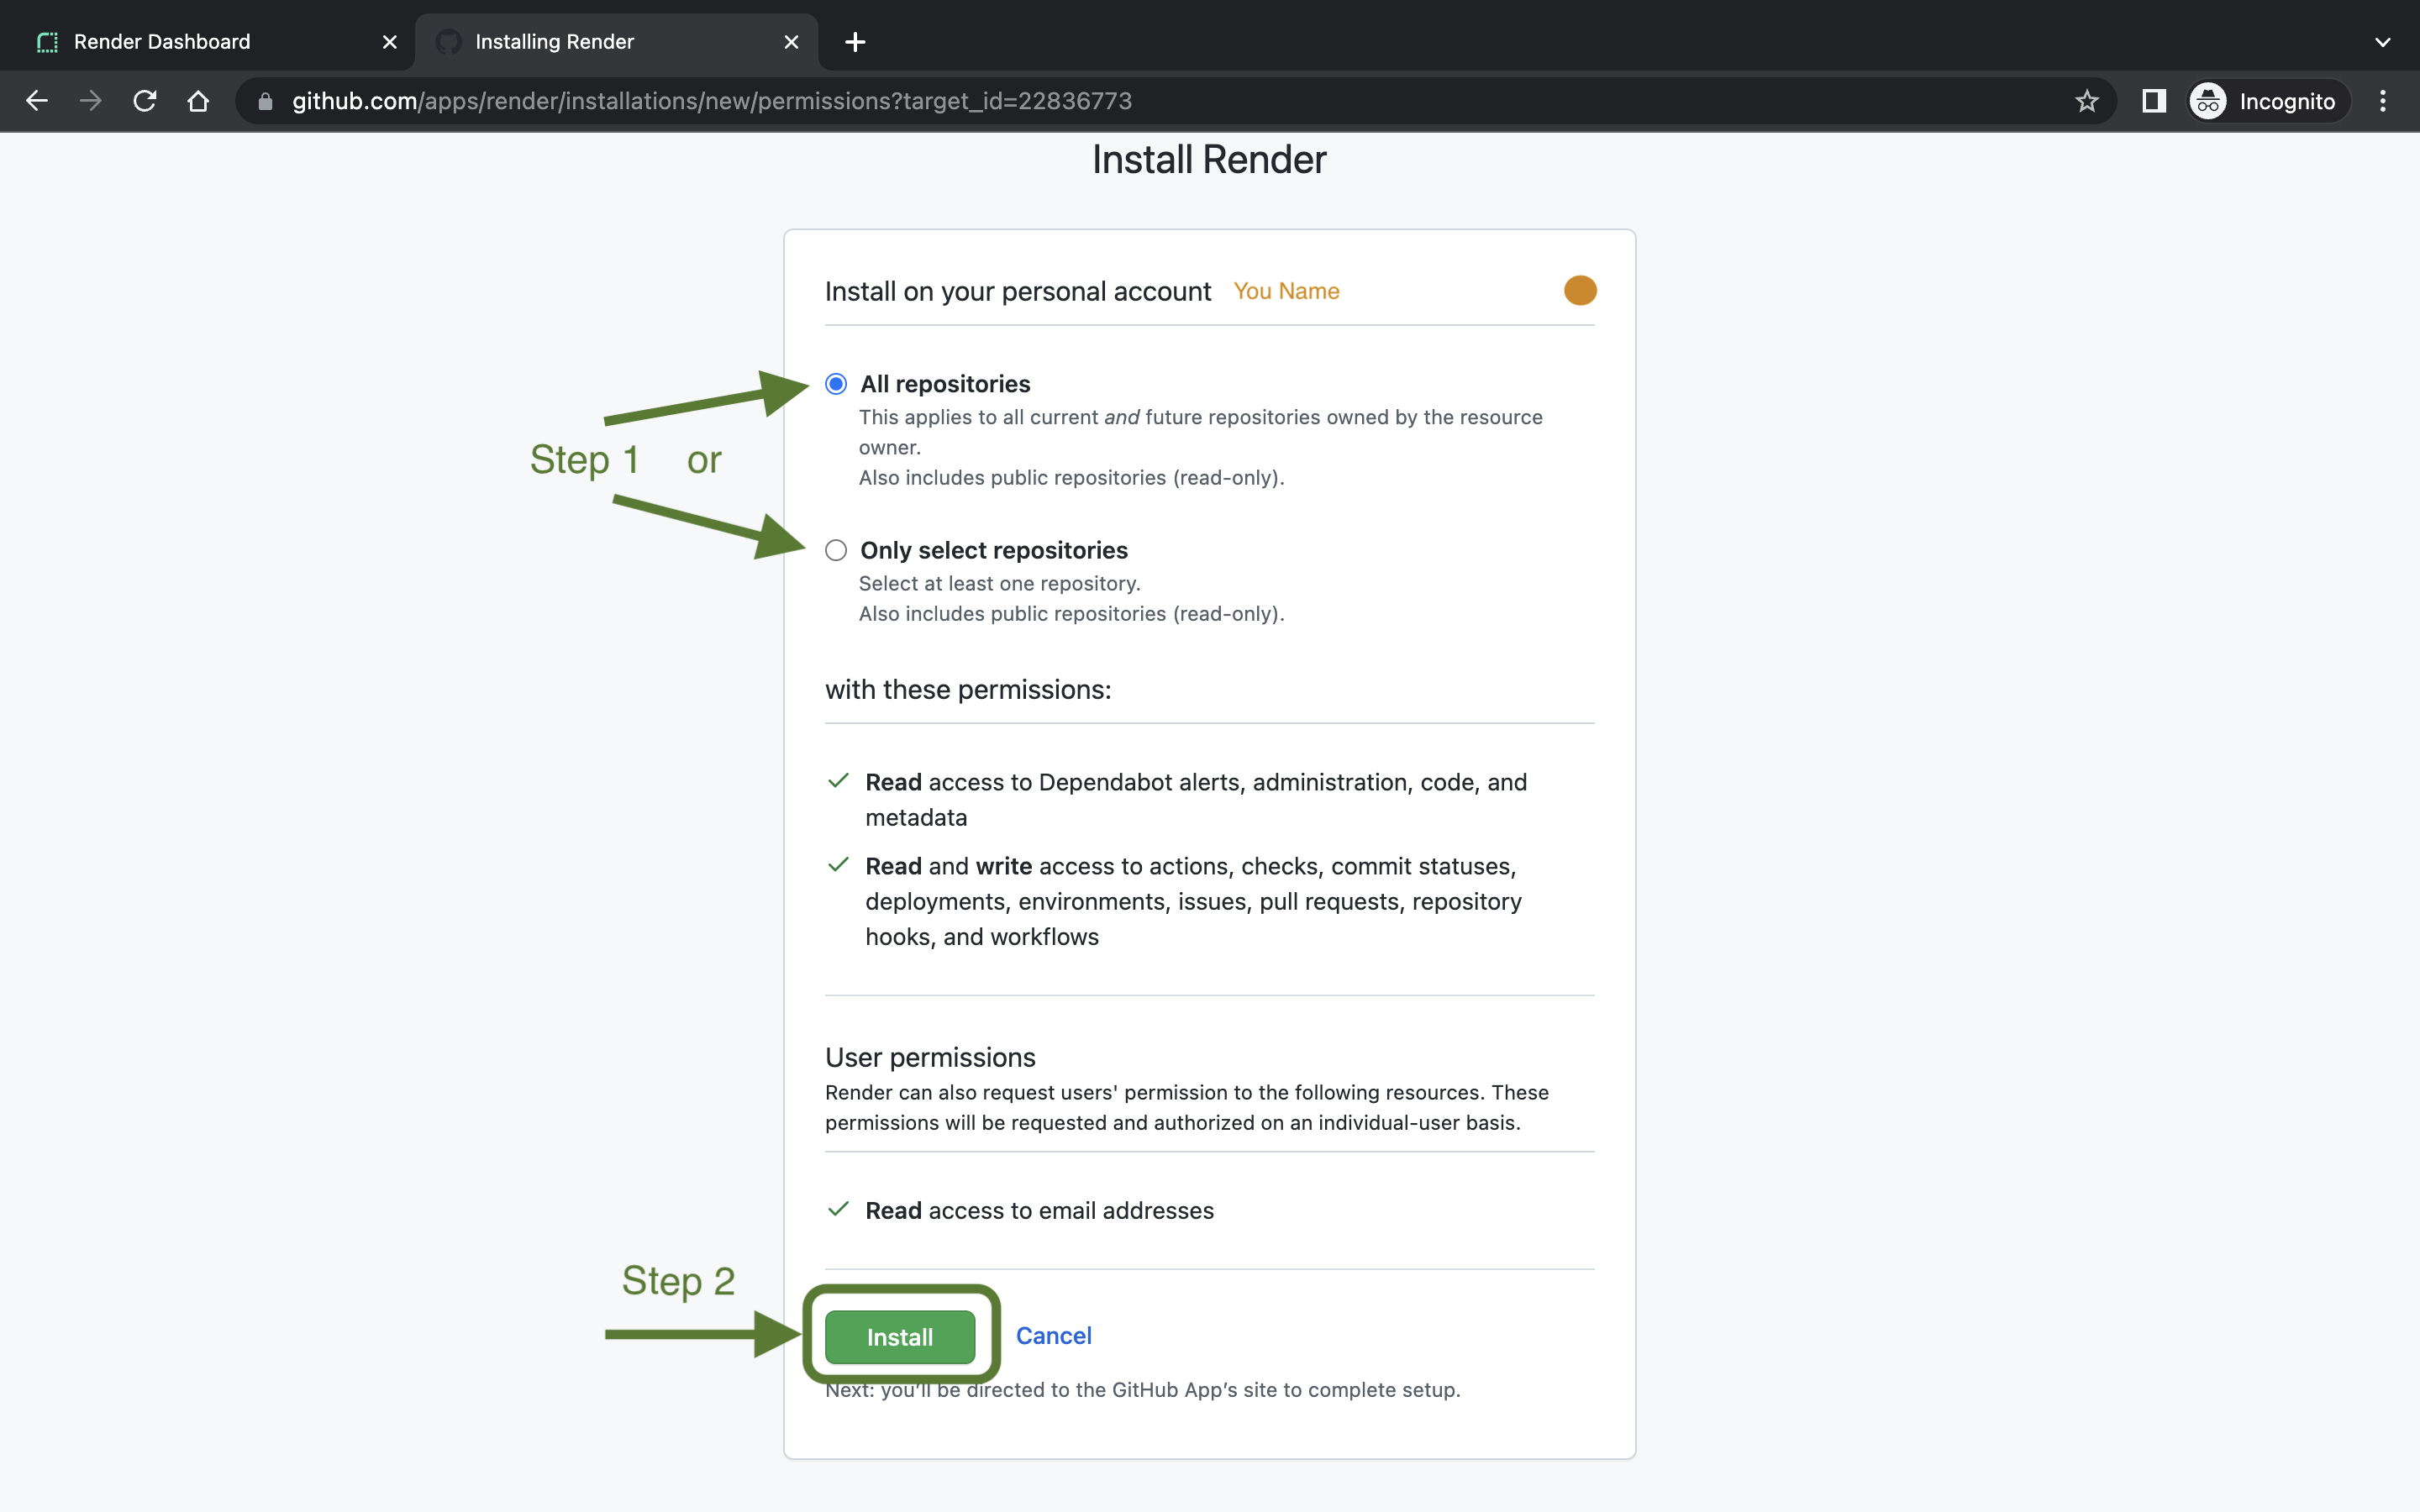 Render Dashboard
Installing Render
github.com/apps/render/installations/new/permissions?target_id=22836773
Incognito
Install Render
Install on your personal account You Name
All repositories
This applies to all current and future repositories owned by the resource
owner.
Also includes public repositories (read-only).
Step 1 or
Only select repositories
Select at least one repository.
Also includes public repositories (read-only).
with these permissions:
Read access to Dependabot alerts, administration, code, and
metadata
Read and write access to actions, checks, commit statuses,
deployments, environments, issues, pull requests, repository
hooks, and workflows
User permissions
Render can also request users' permission to the following resources. These
permissions will be requested and authorized on an individual-user basis.
Read access to email addresses
Step 2
Install Cancel
Next: you’ll be directed to the GitHub App’s site to complete setup.